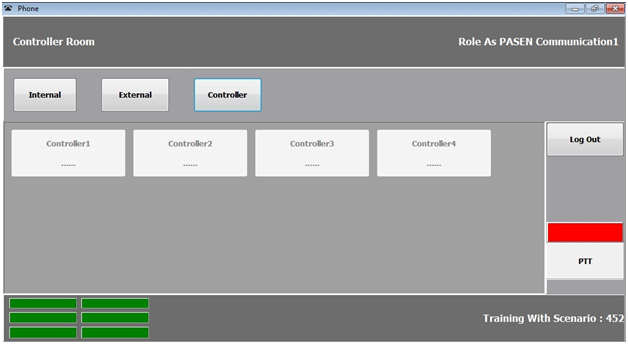 Phone
Controller Room
Role As PASEN Communication1
Internal
External
Controller
Controller1
......
Controller2
......
Controller3
......
Controller4
......
Log Out
PTT
Training With Scenario : 452